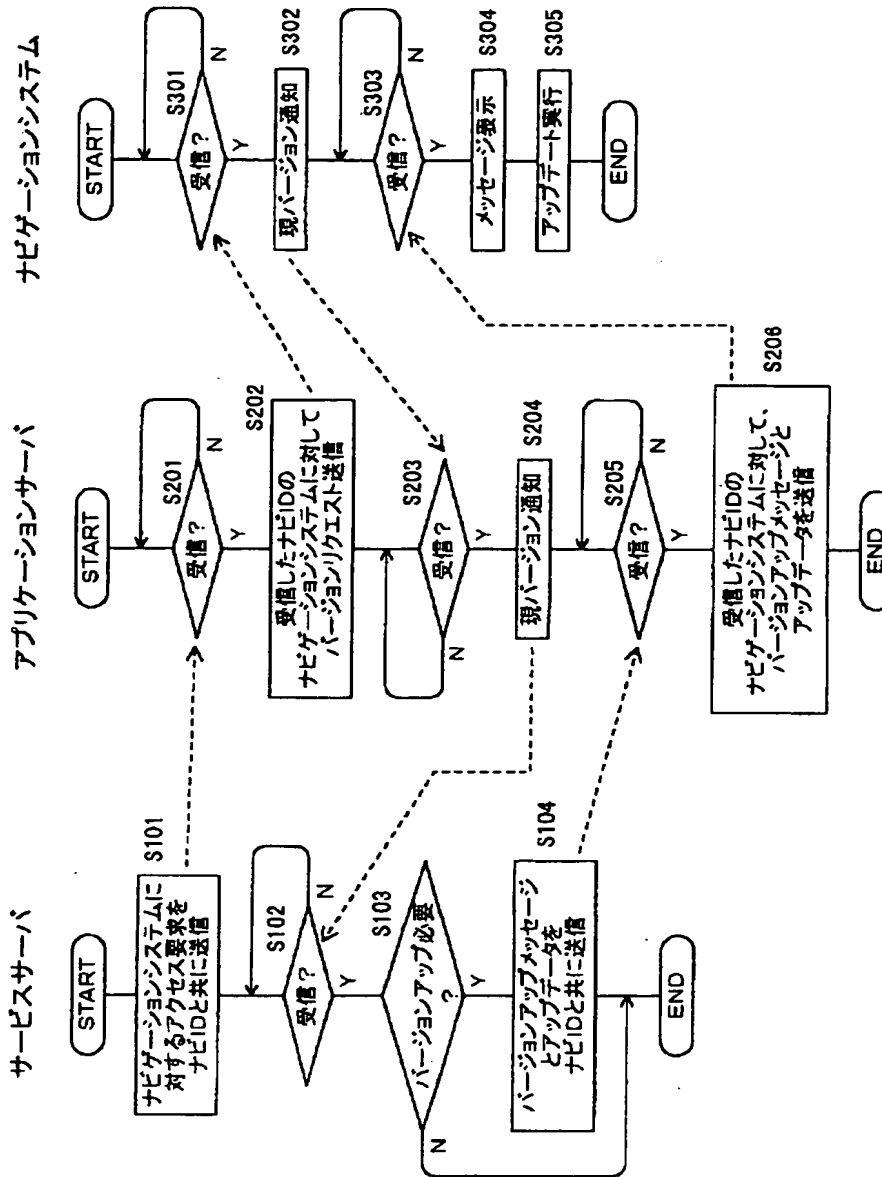 サービスサーバ
START
ナビゲーションシステムに
対するアクセス要求を
ナビIDと共に送信
S101
受信?
S102
N
Y
バージョンアップ必要
?
S103
N
Y
バージョンアップメッセージ
とアップデータを
ナビIDと共に送信
S104
END
アプリケーションサーバ
START
受信?
S201
N
Y
受信したナビIDの
ナビゲーションシステムに対して
バージョンリクエスト送信
S202
受信?
S203
N
Y
現バージョン通知
S204
受信?
S205
N
Y
受信したナビIDの
ナビゲーションシステムに対して、
バージョンアップメッセージと
アップデータを送信
S206
END
ナビゲーションシステム
START
受信?
S301
N
Y
現バージョン通知
S302
受信?
S303
N
Y
メッセージ表示
S304
アップデート実行
S305
END